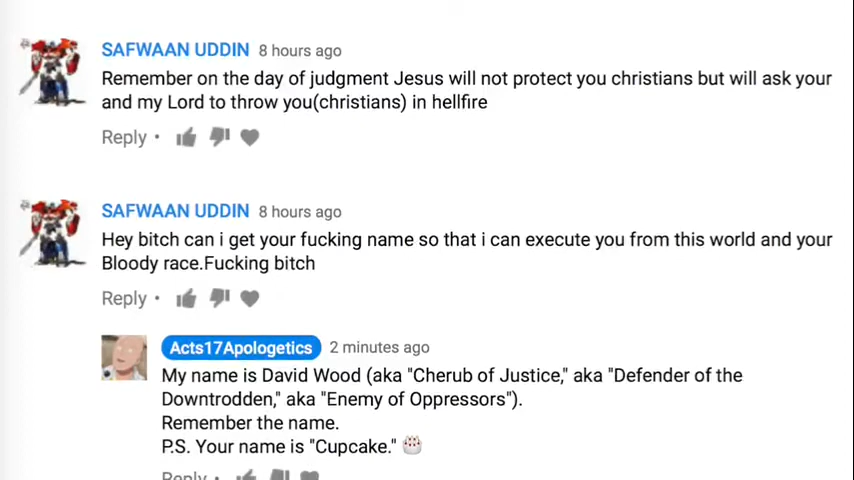 SAFWAAN UDDIN 8 hours ago
Remember on the day of judgment Jesus will not protect you christians but will ask your
and my Lord to throw you(christians) in hellfire
Reply •
SAFWAAN UDDIN 8 hours ago
Hey bitch can i get your fucking name so that i can execute you from this world and your
Bloody race.Fucking bitch
Reply •
Acts17Apologetics 2 minutes ago
My name is David Wood (aka "Cherub of Justice," aka "Defender of the
Downtrodden," aka "Enemy of Oppressors").
Remember the name.
P.S. Your name is "Cupcake." 🎂
Reply •